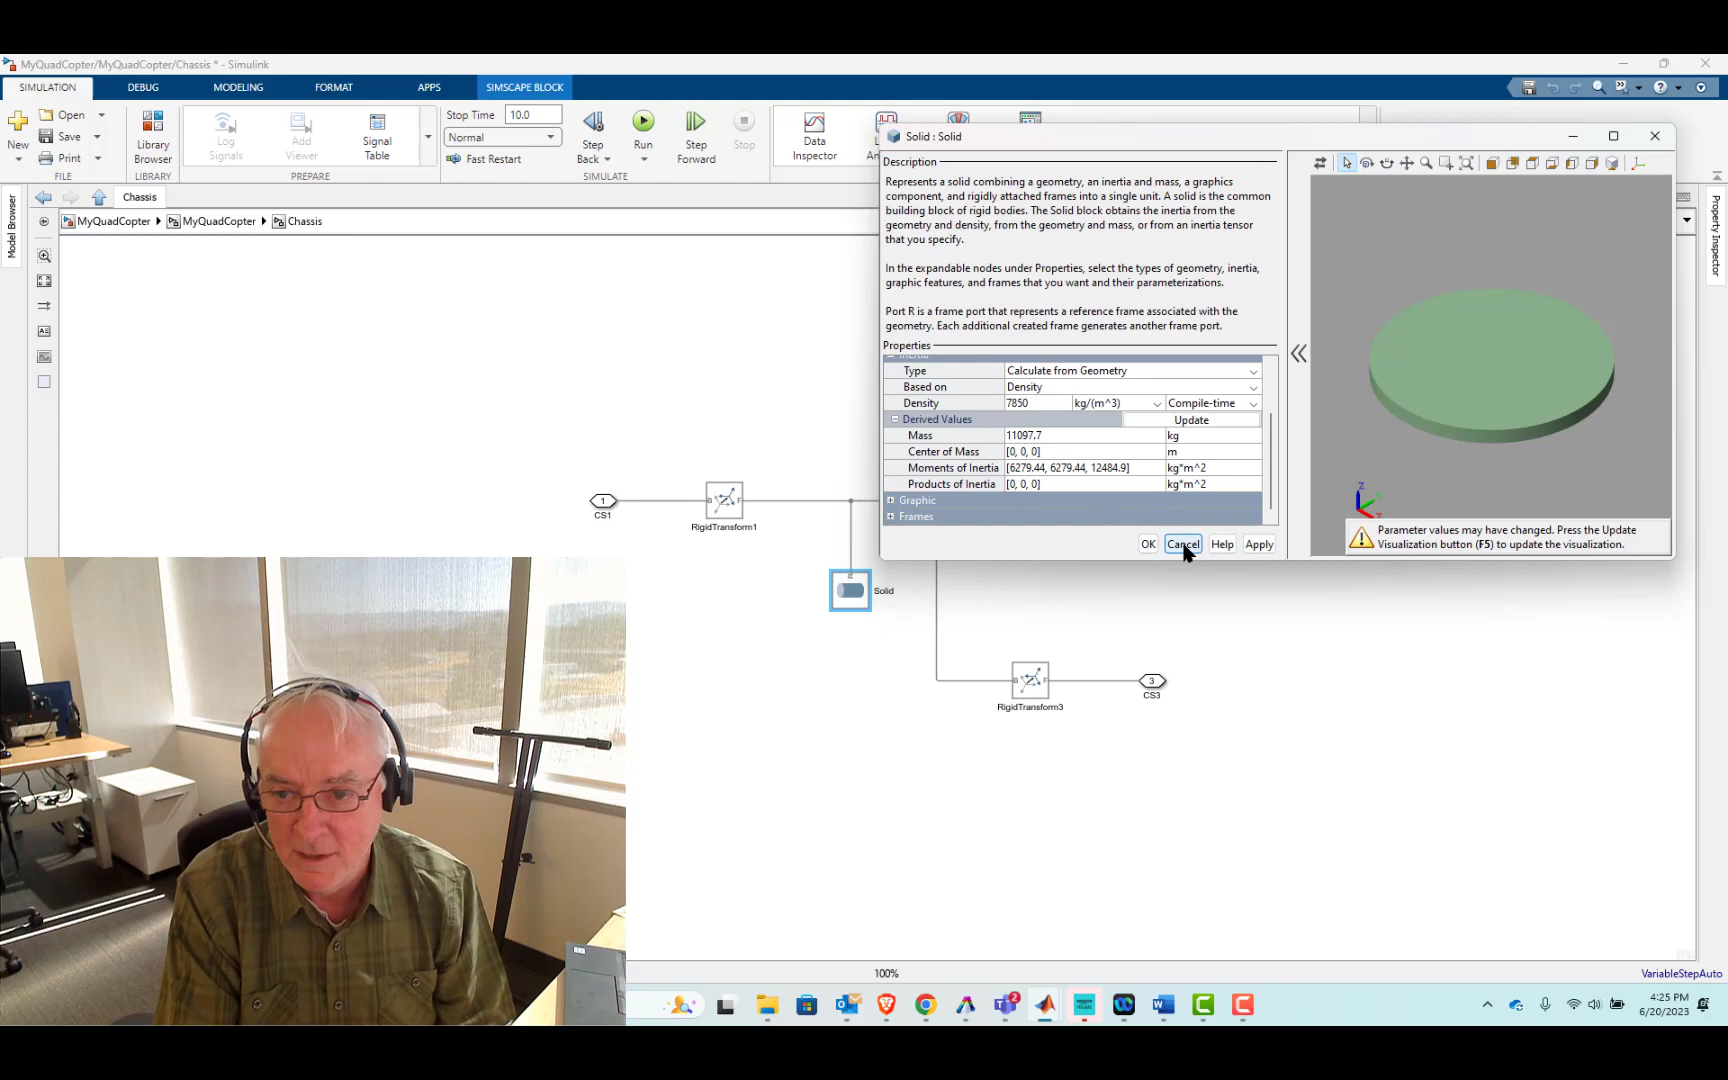 MyQuadCopter/MyQuadCopter/Chassis * - Simulink
SIMULATION
DEBUG
MODELING
FORMAT
APPS
SIMSCAPE BLOCK
New
Open
Save
Print
FILE
Library
Browser
LIBRARY
Log
Signals
Add
Viewer
Signal
Table
PREPARE
Stop Time 10.0
Normal
Fast Restart
Step
Back
Run
Step
Forward
Stop
SIMULATE
Data
Inspector
Chassis
MyQuadCopter
MyQuadCopter
Chassis
Model Browser
Property Inspector
Solid : Solid
Description
Represents a solid combining a geometry, an inertia and mass, a graphics
component, and rigidly attached frames into a single unit. A solid is the common
building block of rigid bodies. The Solid block obtains the inertia from the
geometry and density, from the geometry and mass, or from an inertia tensor
that you specify.
In the expandable nodes under Properties, select the types of geometry, inertia,
graphic features, and frames that you want and their parameterizations.
Port R is a frame port that represents a reference frame associated with the
geometry. Each additional created frame generates another frame port.
Properties
Type Calculate from Geometry
Based on Density
Density 7850 kg/(m^3) Compile-time
Derived Values Update
Mass 11097.7 kg
Center of Mass [0, 0, 0] m
Moments of Inertia [6279.44, 6279.44, 12484.9] kg*m^2
Products of Inertia [0, 0, 0] kg*m^2
Graphic
Frames
OK Cancel Help Apply
Z
Parameter values may have changed. Press the Update
Visualization button (F5) to update the visualization.
1
CS1
B F
RigidTransform1
R
Solid
B F
RigidTransform3
3
CS3
100%
VariableStepAuto
2
4:25 PM
6/20/2023